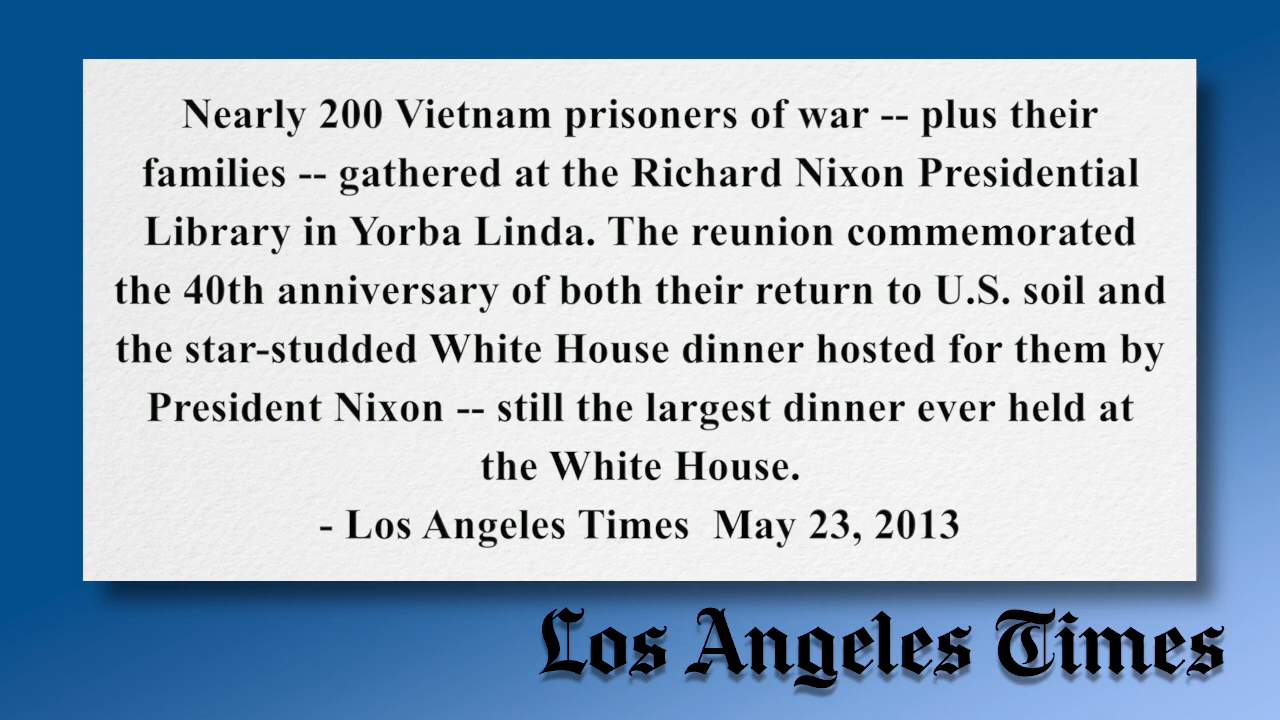 Nearly 200 Vietnam prisoners of war -- plus their
families -- gathered at the Richard Nixon Presidential
Library in Yorba Linda. The reunion commemorated
the 40th anniversary of both their return to U.S. soil and
the star-studded White House dinner hosted for them by
President Nixon -- still the largest dinner ever held at
the White House.
- Los Angeles Times  May 23, 2013
Los Angeles Times